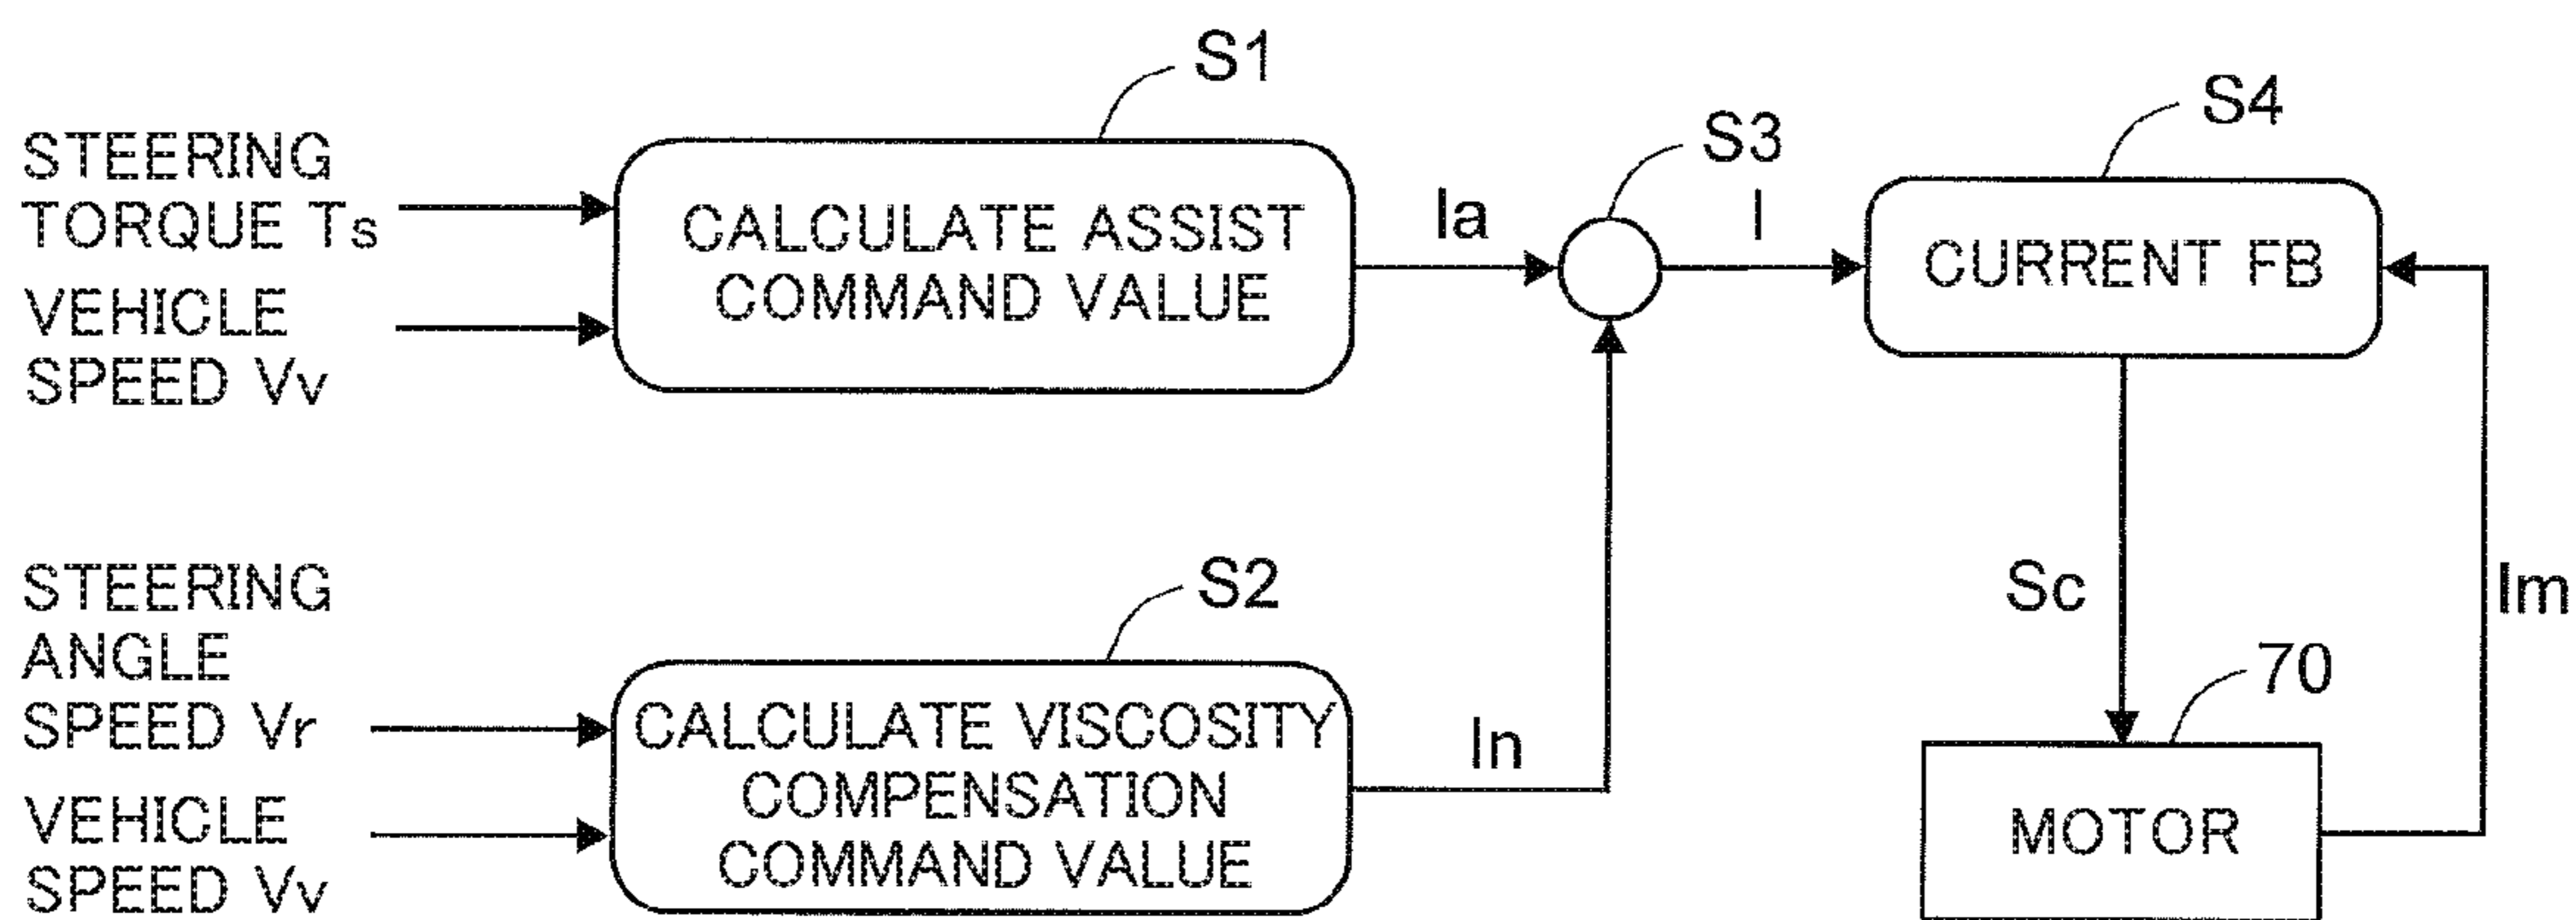 S1
S4
S3
STEERING
TORQUE Ts
VEHICLE
SPEED Vv
CALCULATE ASSIST
COMMAND VALUE
Ia
I
CURRENT FB
STEERING
ANGLE
SPEED Vr
VEHICLE
SPEED Vv
S2
CALCULATE VISCOSITY
COMPENSATION
COMMAND VALUE
In
Sc
Im
70
MOTOR